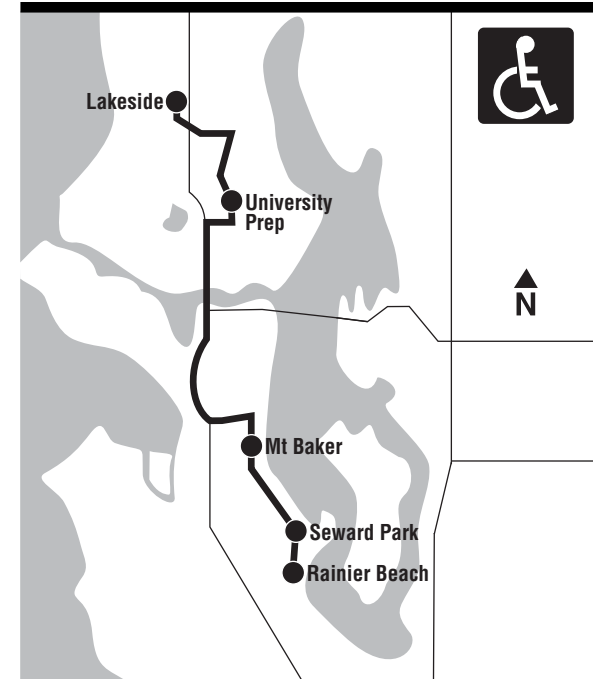 Lakeside
University
Prep
N
Mt Baker
Seward Park
Rainier Beach